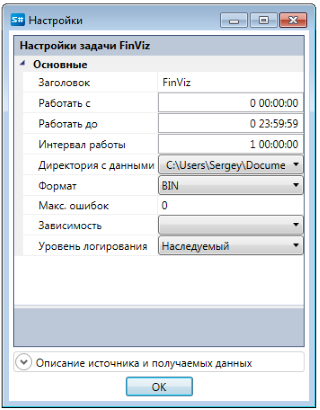 S# Настройки
Настройки задачи FinViz
Основные
Заголовок FinViz
Работать с 0 00:00:00
Работать до 0 23:59:59
Интервал работы 1 00:00:00
Директория с данными C:\Users\Sergey\Docume
Формат BIN
Макс. ошибок 0
Зависимость
Уровень логирования Наследуемый
Описание источника и получаемых данных
OK